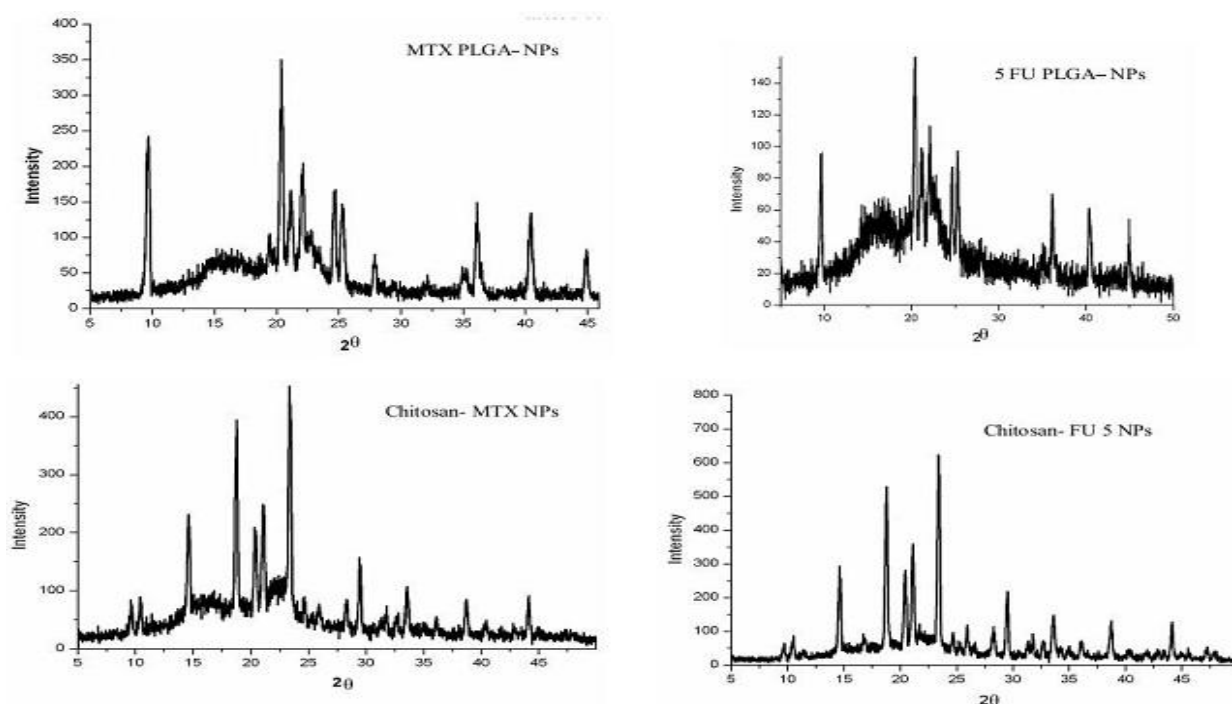 MTX PLGA- NPs
Intensity
400
350
300
250
200
150
100
50
0
5 10 15 20 25 30 35 40 45
2θ
5 FU PLGA– NPs
Intensity
140
120
100
80
60
40
20
0
10 20 30 40 50
2θ
Chitosan- MTX NPs
Intensity
400
300
200
100
0
5 10 15 20 25 30 35 40 45
2θ
Chitosan- FU 5 NPs
Intensity
800
700
600
500
400
300
200
100
0
5 10 15 20 25 30 35 40 45
2θ